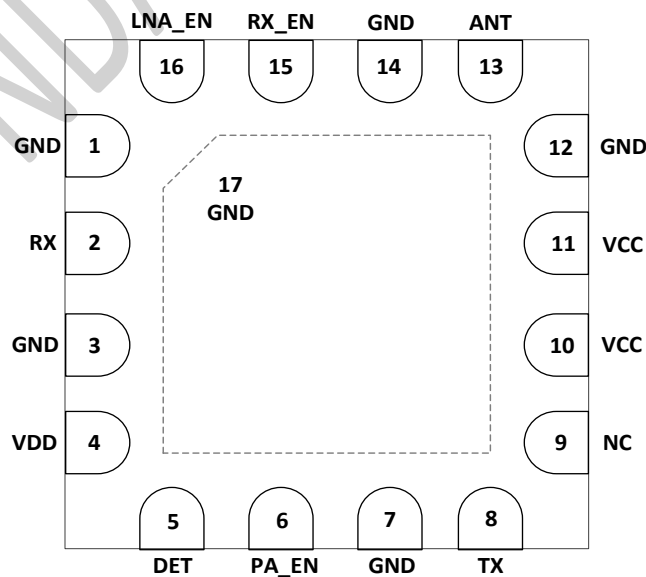 LNA_EN RX_EN GND ANT
16 15 14 13
GND 1 12 GND
17
GND
RX 2 11 VCC
GND 3 10 VCC
VDD 4 9 NC
5 6 7 8
DET PA_EN GND TX